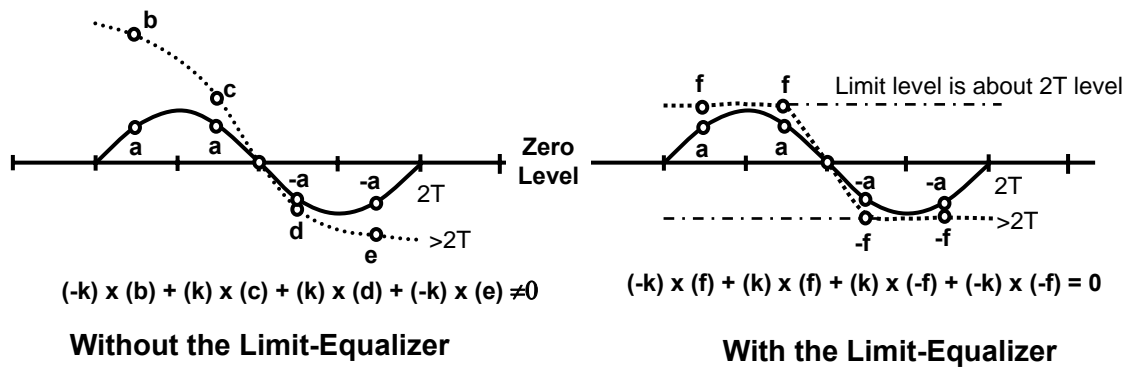 b
c
a a
-a -a
d
e
2T
>2T
(-k) x (b) + (k) x (c) + (k) x (d) + (-k) x (e) ≠0
Without the Limit-Equalizer
Zero
Level
f f
Limit level is about 2T level
a a
-a -a
2T
>2T
-f -f
(-k) x (f) + (k) x (f) + (k) x (-f) + (-k) x (-f) = 0
With the Limit-Equalizer